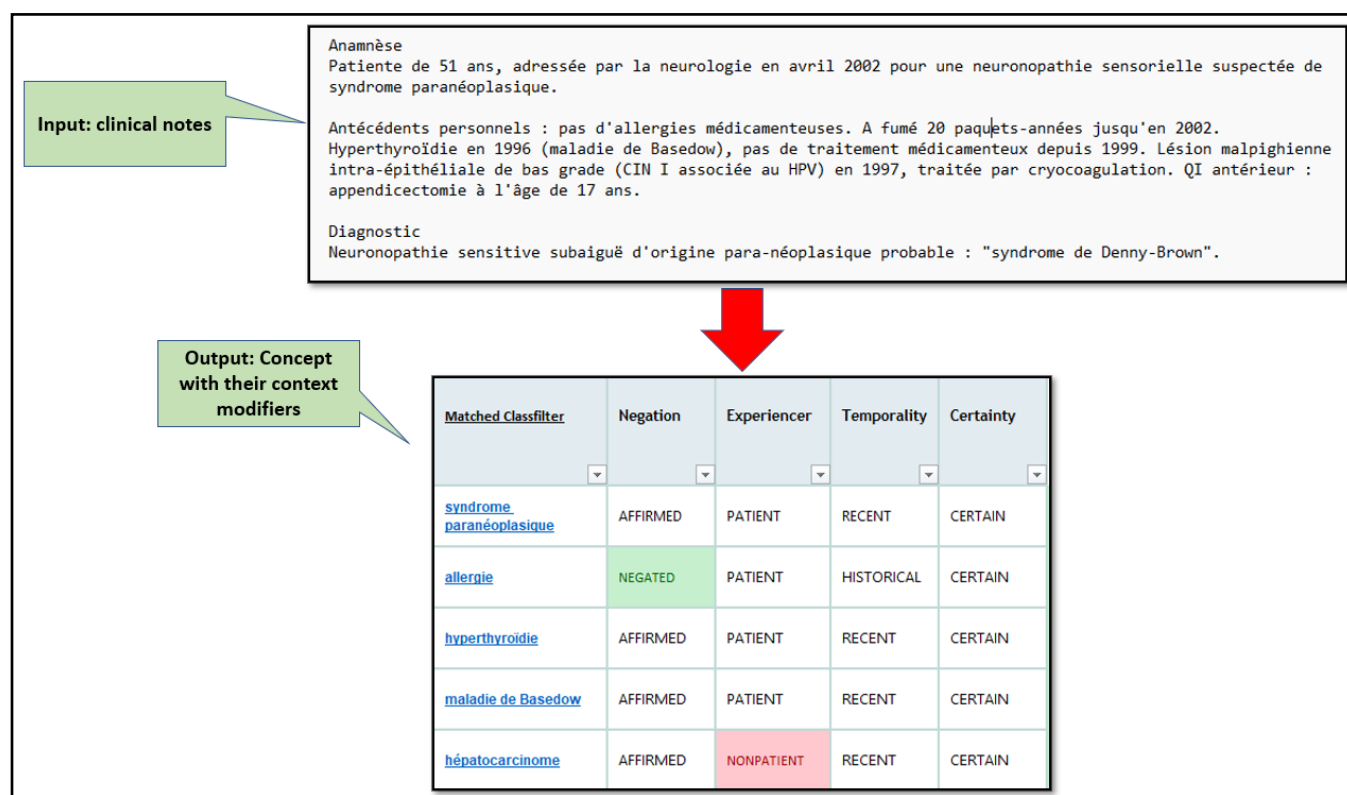 Anamnèse
Patiente de 51 ans, adressée par la neurologie en avril 2002 pour une neuronopathie sensorielle suspectée de
syndrome paranéoplasique.
Input: clinical notes
Antécédents personnels : pas d'allergies médicamenteuses. A fumé 20 paquets-années jusqu'en 2002.
Hyperthyroïdie en 1996 (maladie de Basedow), pas de traitement médicamenteux depuis 1999. Lésion malpighienne
intra-épithéliale de bas grade (CIN I associée au HPV) en 1997, traitée par cryocoagulation. QI antérieur :
appendicectomie à l'âge de 17 ans.
Diagnostic
Neuronopathie sensitive subaiguë d'origine para-néoplasique probable : "syndrome de Denny-Brown".
Output: Concept
with their context
modifiers
Matched Classfilter Negation Experiencer Temporality Certainty
syndrome
paranéoplasique AFFIRMED PATIENT RECENT CERTAIN
allergie NEGATED PATIENT HISTORICAL CERTAIN
hyperthyroïdie AFFIRMED PATIENT RECENT CERTAIN
maladie de Basedow AFFIRMED PATIENT RECENT CERTAIN
hépatocarcinome AFFIRMED NONPATIENT RECENT CERTAIN